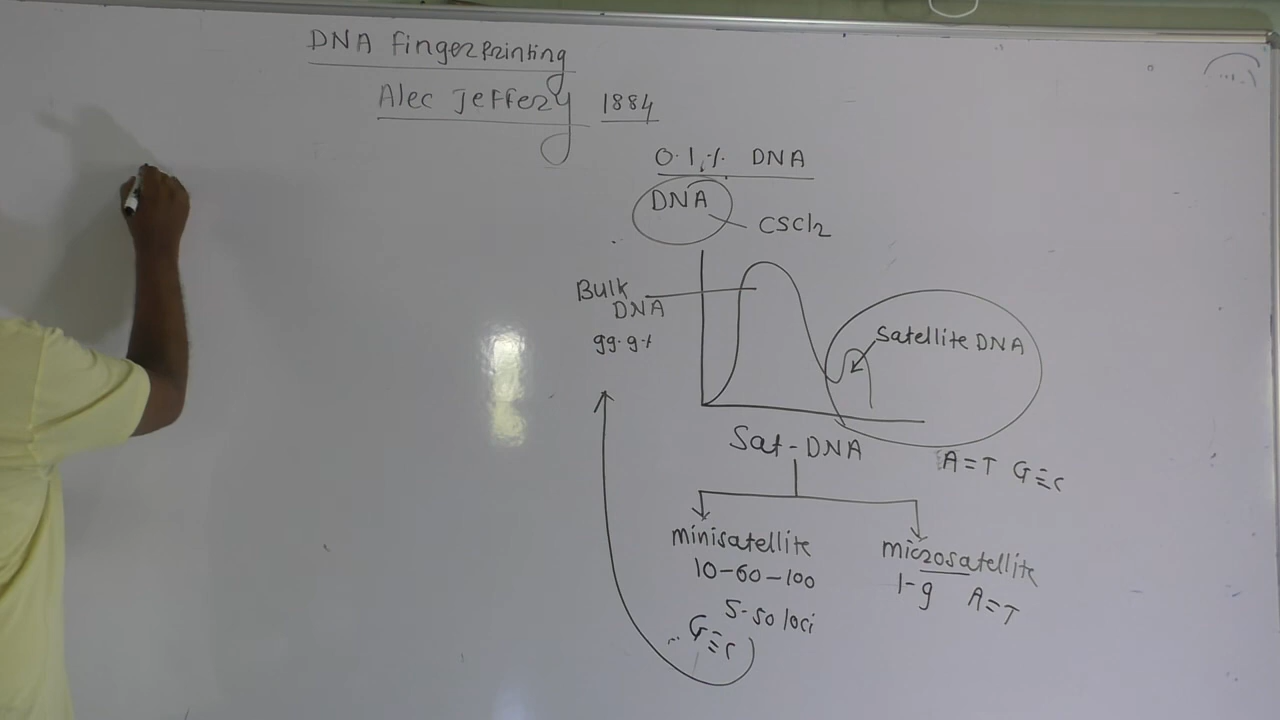 DNA Fingerprinting
Alec Jeffery 1884
0.1% DNA
DNA
CSCl2
Bulk
DNA
99.9%
Satellite DNA
Sat-DNA
A=T G≡C
minisatellite
10-60-100
5-50 loci
G≡C
microsatellite
1-9 A=T